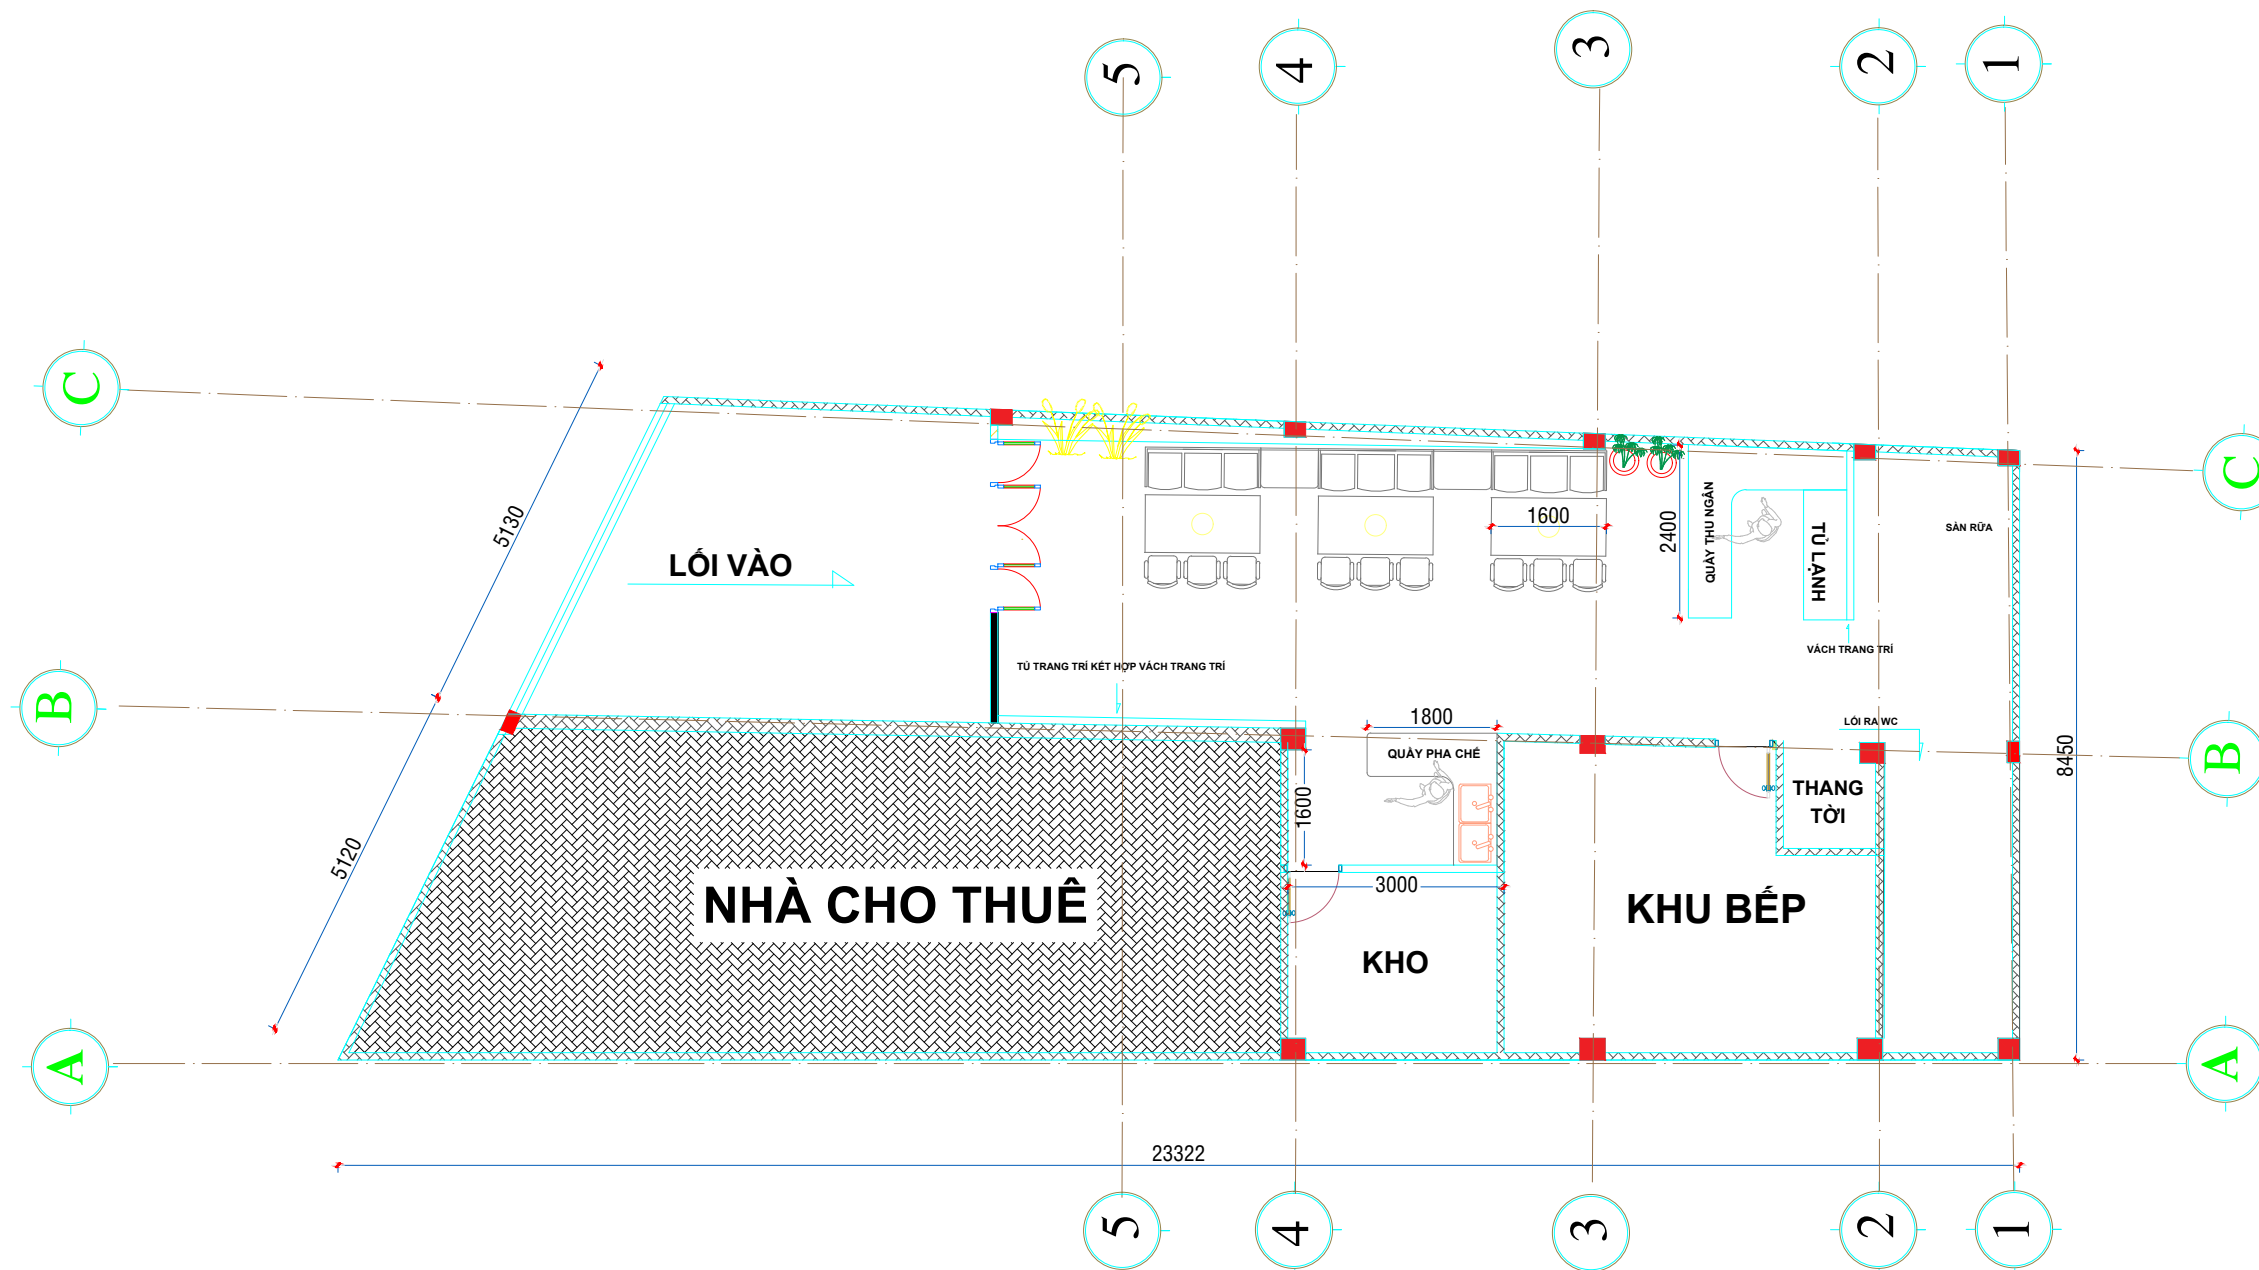 5
4
3
2
1
C
C
5130
LỐI VÀO
1600
2400
QUẦY THU NGÂN
TỦ LẠNH
SÀN RỮA
VÁCH TRANG TRÍ
TỦ TRANG TRÍ KẾT HỢP VÁCH TRANG TRÍ
LỐI RA WC
B
B
1800
QUẦY PHA CHẾ
1600
8450
THANG
TỜI
5120
NHÀ CHO THUÊ
3000
KHO
KHU BẾP
A
A
23322
5
4
3
2
1